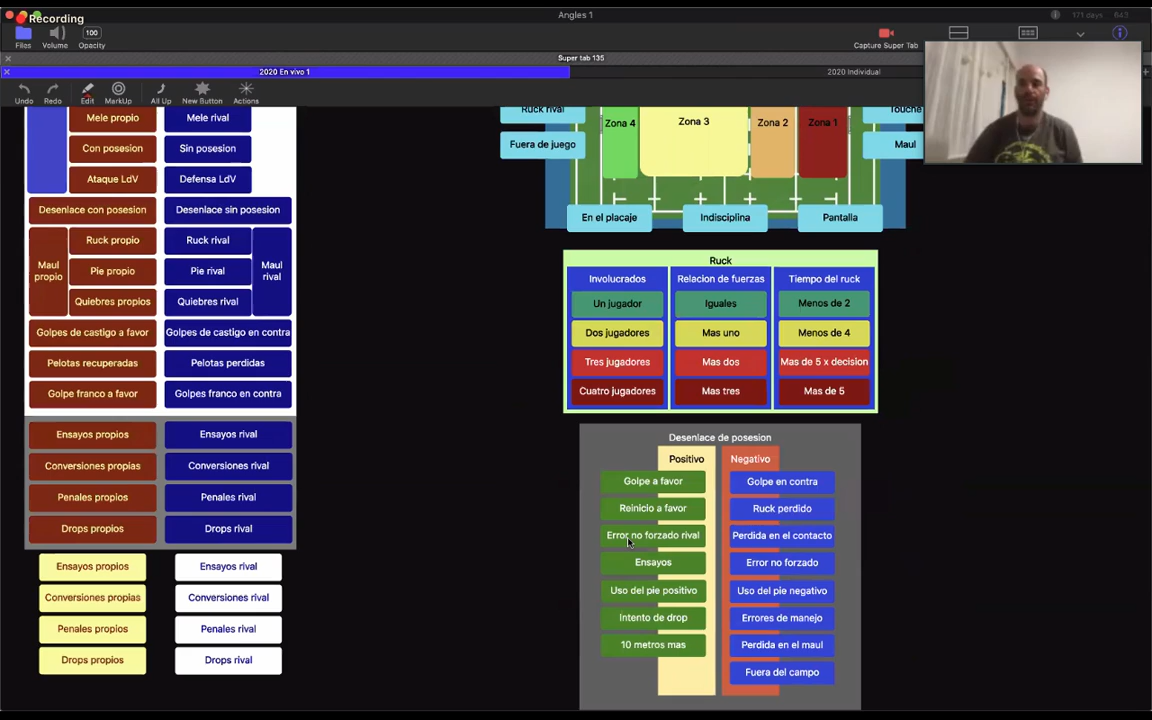 Recording
Angles 1
171 days
643
Files
Volume
100
Opacity
Capture Super Tab
Super tab 135
2020 En vivo 1
2020 Individual
Undo
Redo
Edit
MarkUp
All Up
New Button
Actions
Mele propio
Mele rival
Con posesion
Sin posesion
Ataque LdV
Defensa LdV
Desenlace con posesion
Desenlace sin posesion
Maul propio
Ruck propio
Ruck rival
Maul rival
Pie propio
Pie rival
Quiebres propios
Quiebres rival
Golpes de castigo a favor
Golpes de castigo en contra
Pelotas recuperadas
Pelotas perdidas
Golpe franco a favor
Golpes franco en contra
Ensayos propios
Ensayos rival
Conversiones propias
Conversiones rival
Penales propios
Penales rival
Drops propios
Drops rival
Ensayos propios
Ensayos rival
Conversiones propias
Conversiones rival
Penales propios
Penales rival
Drops propios
Drops rival
Ruck rival
Zona 4
Zona 3
Zona 2
Zona 1
Touche
Fuera de juego
Maul
En el placaje
Indisciplina
Pantalla
Ruck
Involucrados
Relacion de fuerzas
Tiempo del ruck
Un jugador
Iguales
Menos de 2
Dos jugadores
Mas uno
Menos de 4
Tres jugadores
Mas dos
Mas de 5 x decision
Cuatro jugadores
Mas tres
Mas de 5
Desenlace de posesion
Positivo
Negativo
Golpe a favor
Golpe en contra
Reinicio a favor
Ruck perdido
Error no forzado rival
Perdida en el contacto
Ensayos
Error no forzado
Uso del pie positivo
Uso del pie negativo
Intento de drop
Errores de manejo
10 metros mas
Perdida en el maul
Fuera del campo